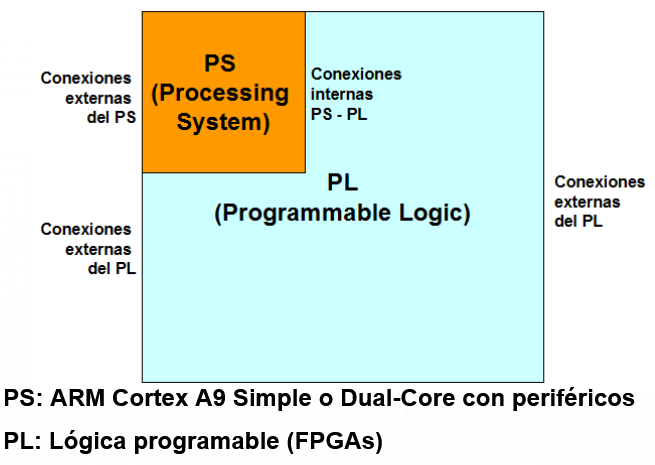 PS
(Processing
System)
Conexiones
externas
del PS
Conexiones
internas
PS - PL
PL
(Programmable Logic)
Conexiones
externas
del PL
Conexiones
externas
del PL
PS: ARM Cortex A9 Simple o Dual-Core con periféricos
PL: Lógica programable (FPGAs)